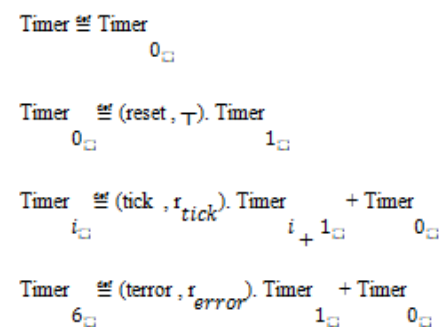 Timer ≝ Timer
0□
Timer ≝ (reset , ┬). Timer
0□ 1□
Timer ≝ (tick , r tick). Timer + Timer
i□ i + 1□ 0□
Timer ≝ (terror , r error). Timer + Timer
6□ 1□ 0□